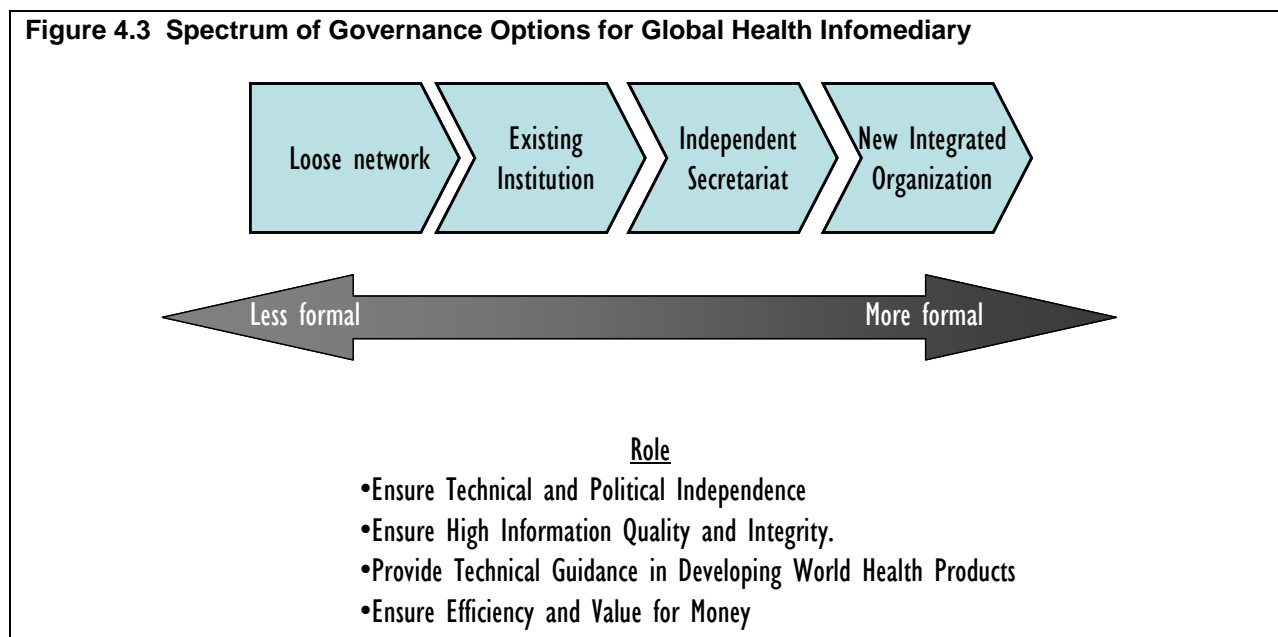 Figure 4.3 Spectrum of Governance Options for Global Health Infomediary
Loose network
Existing
Institution
Independent
Secretariat
New Integrated
Organization
Less formal
More formal
Role
•Ensure Technical and Political Independence
•Ensure High Information Quality and Integrity.
•Provide Technical Guidance in Developing World Health Products
•Ensure Efficiency and Value for Money